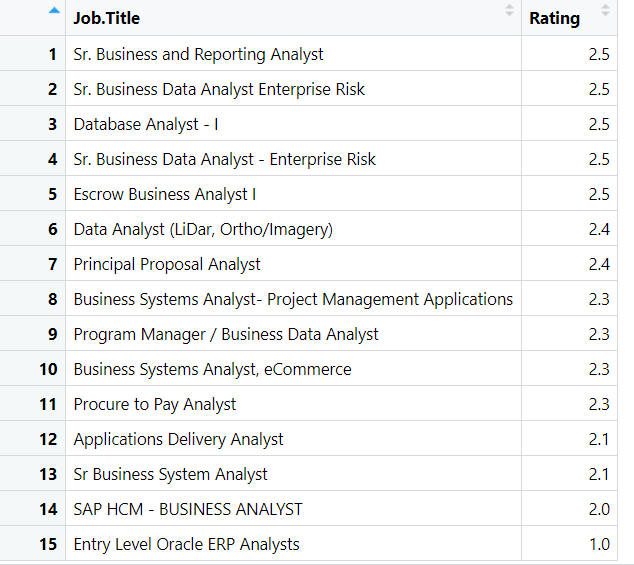 Job.Title Rating
1 Sr. Business and Reporting Analyst 2.5
2 Sr. Business Data Analyst Enterprise Risk 2.5
3 Database Analyst - I 2.5
4 Sr. Business Data Analyst - Enterprise Risk 2.5
5 Escrow Business Analyst I 2.5
6 Data Analyst (LiDar, Ortho/Imagery) 2.4
7 Principal Proposal Analyst 2.4
8 Business Systems Analyst- Project Management Applications 2.3
9 Program Manager / Business Data Analyst 2.3
10 Business Systems Analyst, eCommerce 2.3
11 Procure to Pay Analyst 2.3
12 Applications Delivery Analyst 2.1
13 Sr Business System Analyst 2.1
14 SAP HCM - BUSINESS ANALYST 2.0
15 Entry Level Oracle ERP Analysts 1.0